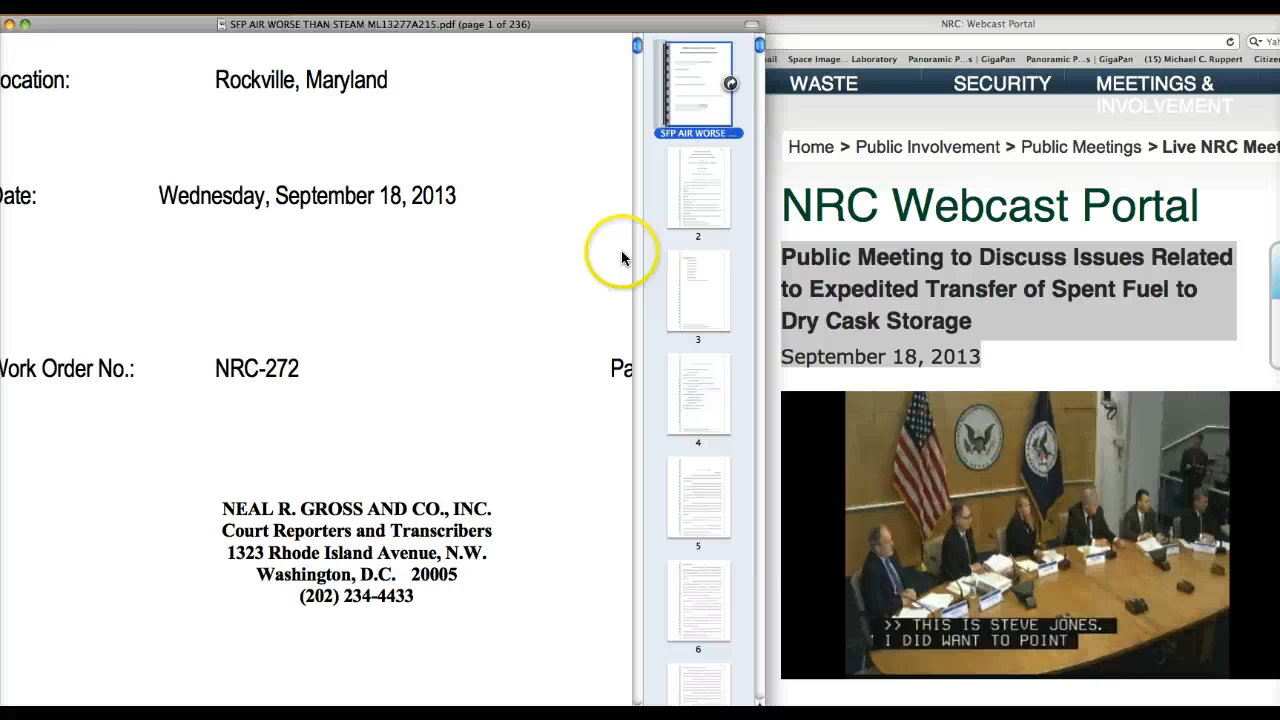 SFP AIR WORSE THAN STEAM ML13277A215.pdf (page 1 of 236)
ocation: Rockville, Maryland
Date: Wednesday, September 18, 2013
Work Order No.: NRC-272 Pa
NEAL R. GROSS AND CO., INC.
Court Reporters and Transcribers
1323 Rhode Island Avenue, N.W.
Washington, D.C. 20005
(202) 234-4433
SFP AIR WORSE ...
2
3
4
5
6
NRC: Webcast Portal
Yah
ail Space Image... Laboratory Panoramic P...s | GigaPan Panoramic P...s | GigaPan (15) Michael C. Ruppert Citizen
WASTE SECURITY MEETINGS &
INVOLVEMENT
Home > Public Involvement > Public Meetings > Live NRC Meet
NRC Webcast Portal
Public Meeting to Discuss Issues Related
to Expedited Transfer of Spent Fuel to
Dry Cask Storage
September 18, 2013
>> THIS IS STEVE JONES.
I DID WANT TO POINT